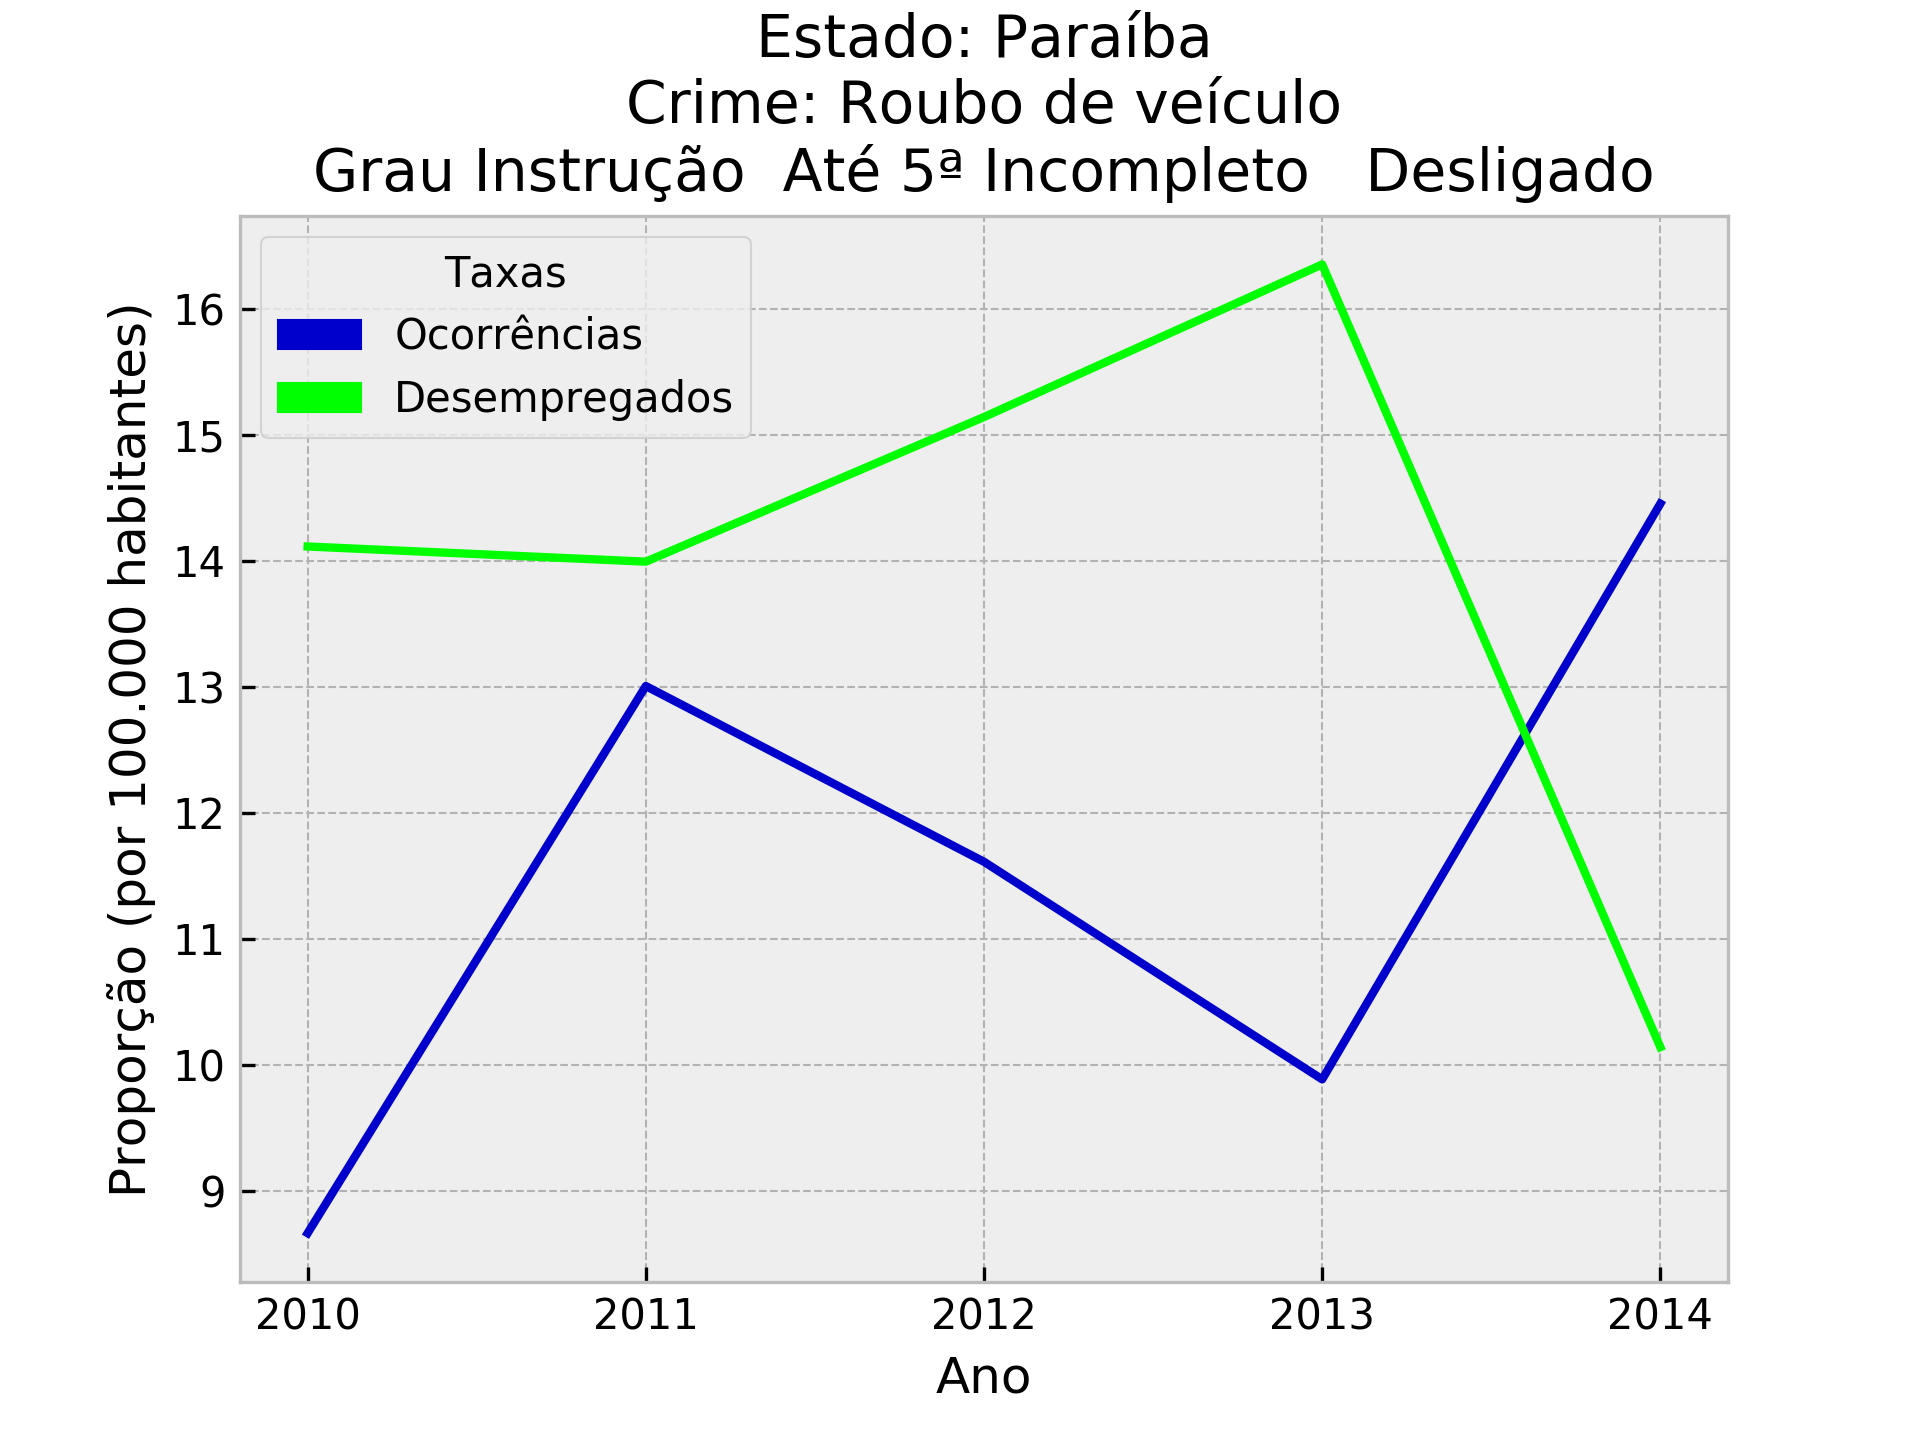 Estado: Paraíba
Crime: Roubo de veículo
Grau Instrução  Até 5ª Incompleto   Desligado
Taxas
Ocorrências
Desempregados
Proporção (por 100.000 habitantes)
16
15
14
13
12
11
10
9
2010 2011 2012 2013 2014
Ano